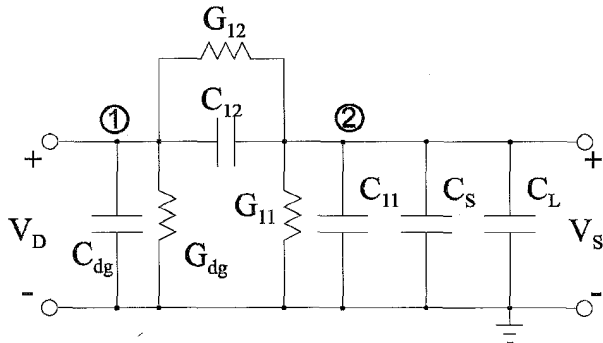 G12
C12
① ②
+ +
G11 C11 CS CL
VD Cdg Gdg VS
- -